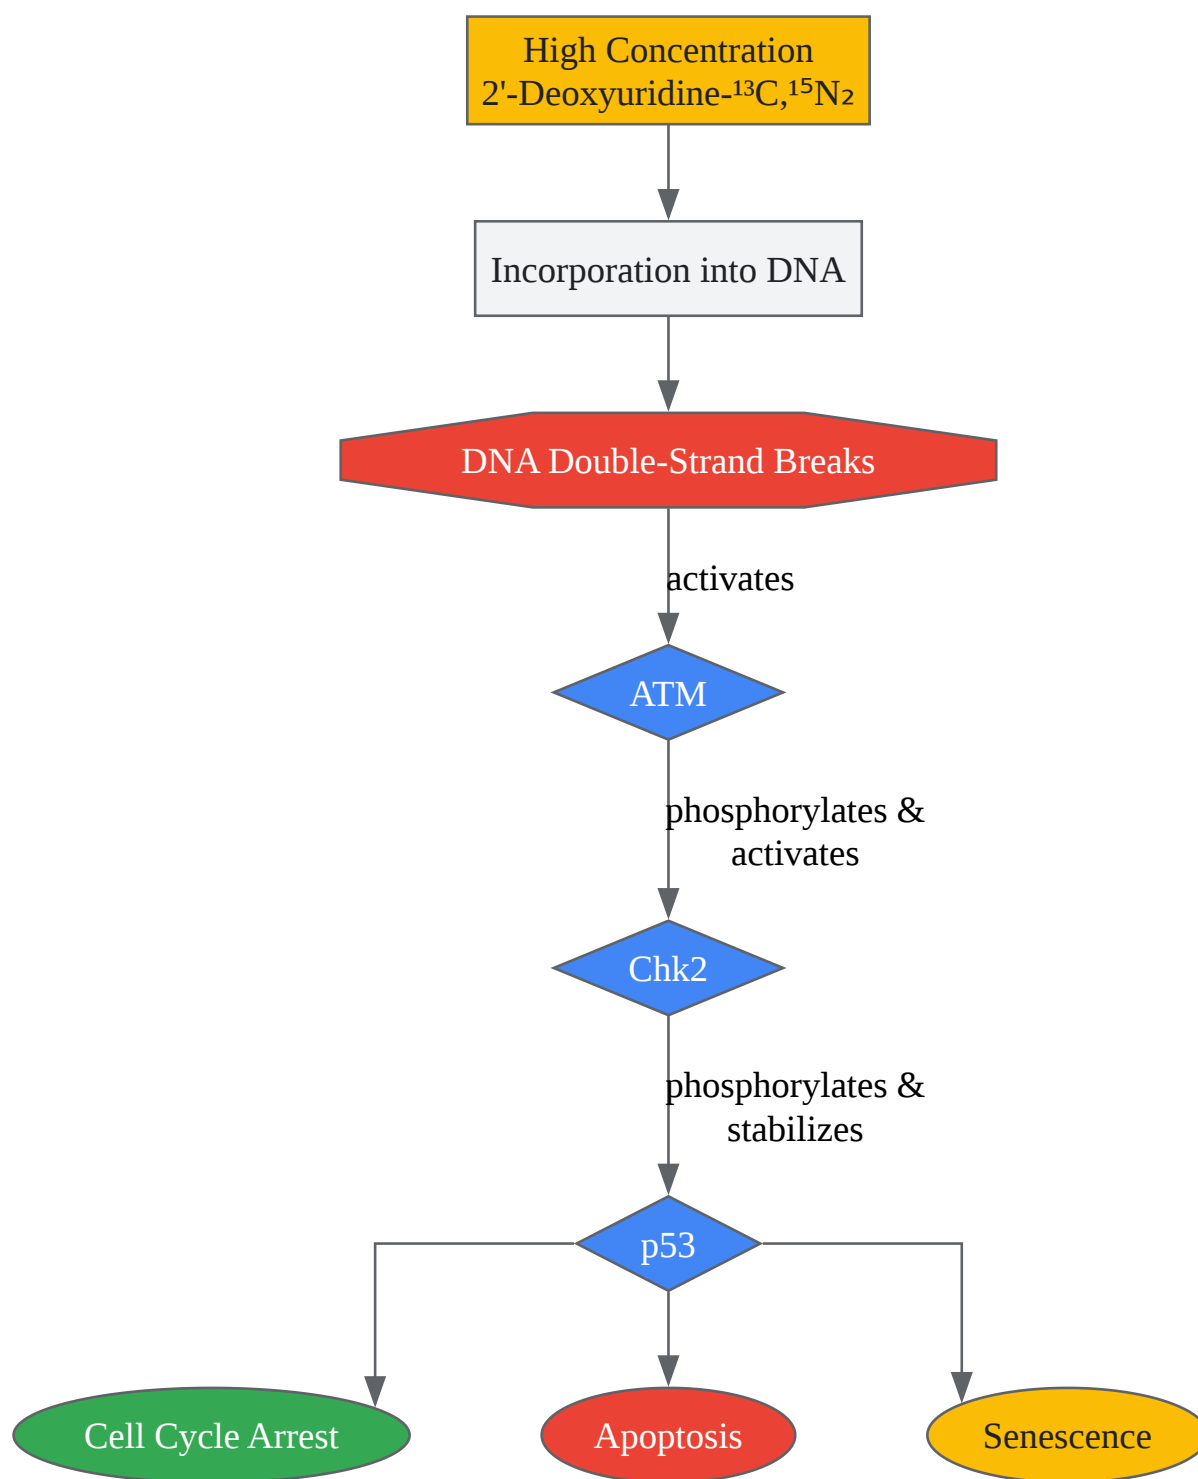 High Concentration
2'-Deoxyuridine-¹³C,¹⁵N₂
Incorporation into DNA
DNA Double-Strand Breaks
activates
ATM
phosphorylates &
activates
Chk2
phosphorylates &
stabilizes
p53
Cell Cycle Arrest
Apoptosis
Senescence